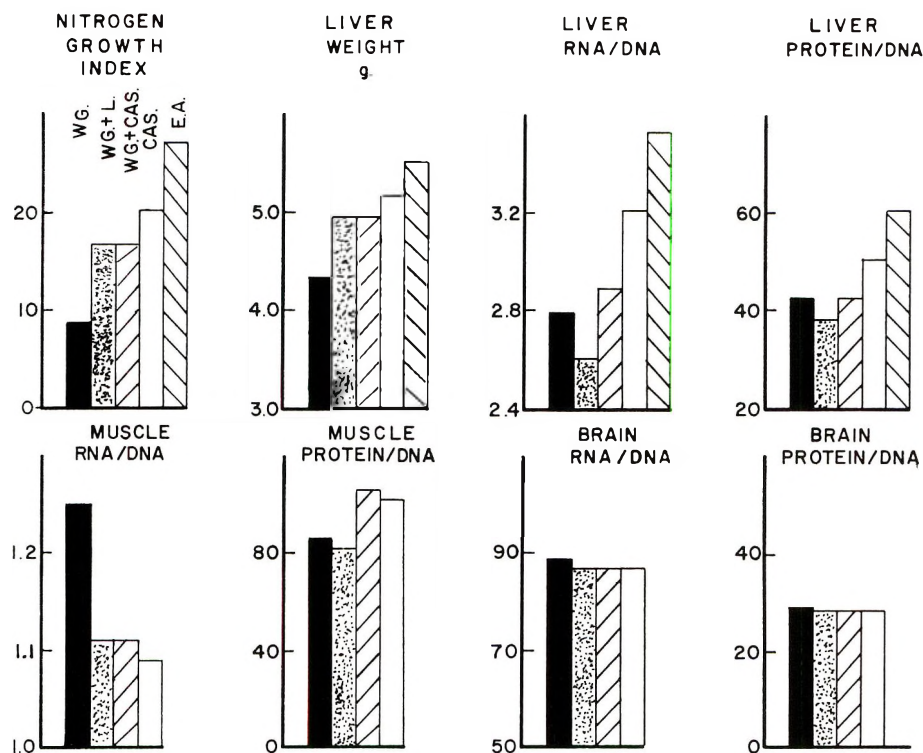 NITROGEN
GROWTH
INDEX
LIVER
WEIGHT
g.
LIVER
RNA/DNA
LIVER
PROTEIN/DNA
WG.
WG.+ L.
WG.+CAS.
CAS.
E.A.
20
10
0
5.0
4.0
3.0
3.2
2.8
2.4
60
40
20
MUSCLE
RNA/DNA
MUSCLE
PROTEIN/DNA
BRAIN
RNA/DNA
BRAIN
PROTEIN/DNA
1.2
1.1
1.0
80
40
0
90
70
50
40
20
0